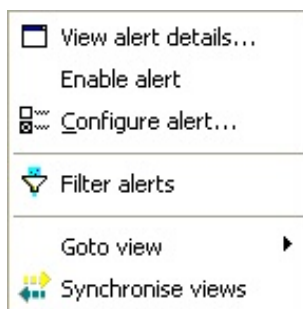 View alert details...
Enable alert
Configure alert...
Filter alerts
Goto view
Synchronise views